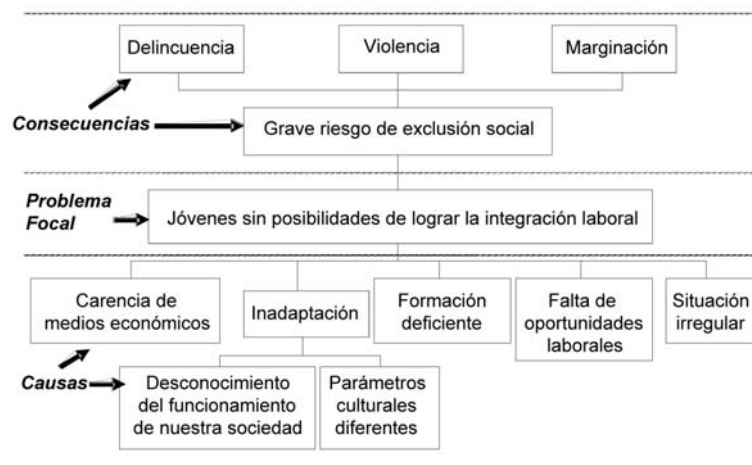 Delincuencia
Violencia
Marginación
Consecuencias
Grave riesgo de exclusión social
Problema
Focal
Jóvenes sin posibilidades de lograr la integración laboral
Carencia de
medios económicos
Inadaptación
Formación
deficiente
Falta de
oportunidades
laborales
Situación
irregular
Causas
Desconocimiento
del funcionamiento
de nuestra sociedad
Parámetros
culturales
diferentes